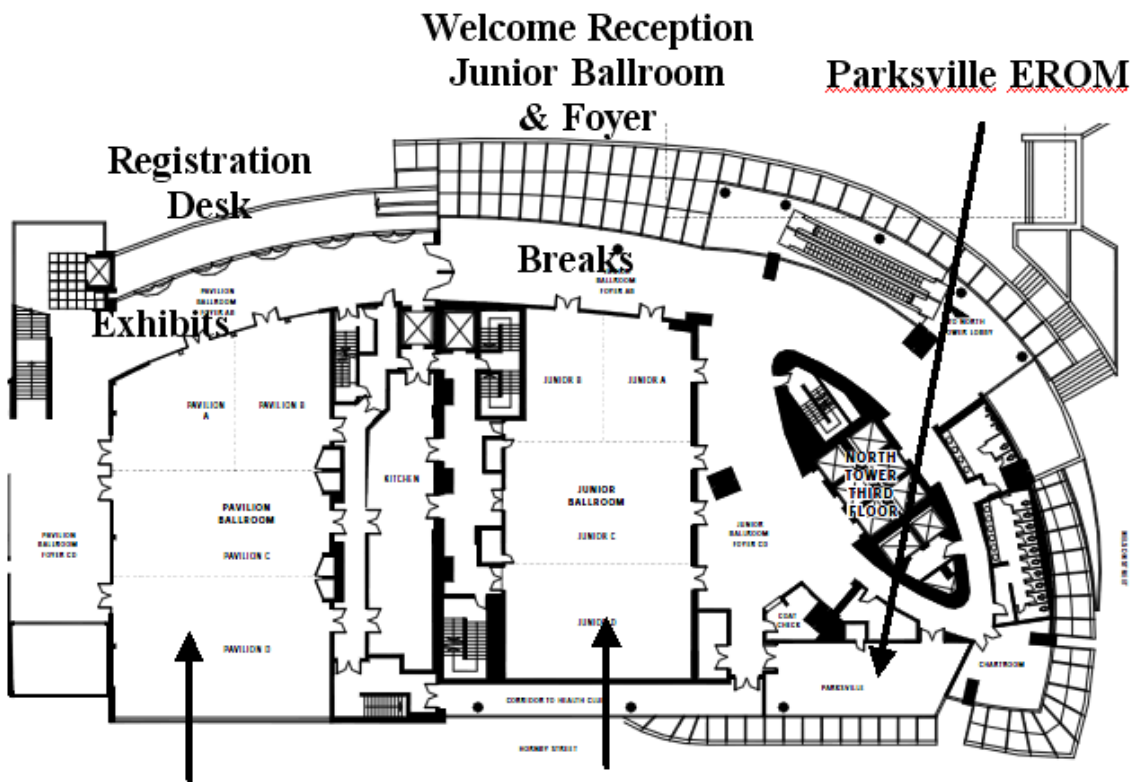 Welcome Reception
Junior Ballroom
& Foyer
Parksville EROM
Registration
Desk
Breaks
BALLROOM
FOYER AB
PAVILION
BALLROOM
FOYER AB
Exhibits
TO NORTH
TOWER LOBBY
JUNIOR B
JUNIOR A
PAVILION
A
PAVILION B
NORTH
TOWER
THIRD
FLOOR
KITCHEN
JUNIOR
BALLROOM
PAVILION
BALLROOM
JUNIOR
BALLROOM
FOYER CD
PAVILION
BALLROOM
FOYER CD
JUNIOR C
PAVILION C
COAT
CHECK
JUNIOR D
PAVILION D
CHARTROOM
PARKSVILLE
CORRIDOR TO HEALTH CLUB
HORNBY STREET